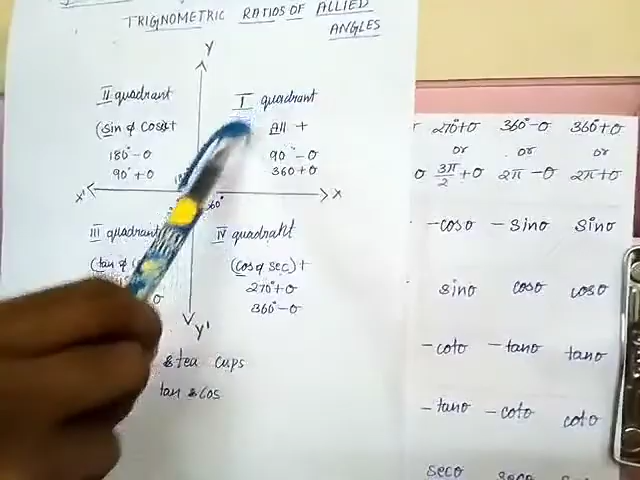 TRIGNOMETRIC RATIOS OF ALLIED
ANGLES
Y
II quadrant
(sin & cosec +
180° - θ
90° + θ
I quadrant
All +
90° - θ
360 + θ
X'
X
360°
III quadrant
(tan &
θ
IV quadrant
(cos & sec) +
270° + θ
360° - θ
Y'
& tea cups
tan & cos
270° + θ 360° - θ 360° + θ
or or or
3π/2 + θ 2π - θ 2π + θ
- cosθ - sinθ sinθ
sinθ cosθ cosθ
- cotθ - tanθ tanθ
- tanθ - cotθ cotθ
secθ